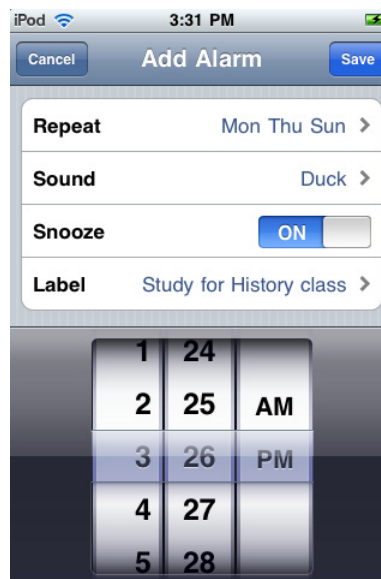 iPod 3:31 PM
Cancel Add Alarm Save
Repeat Mon Thu Sun >
Sound Duck >
Snooze ON
Label Study for History class >
1 24
2 25 AM
3 26 PM
4 27
5 28